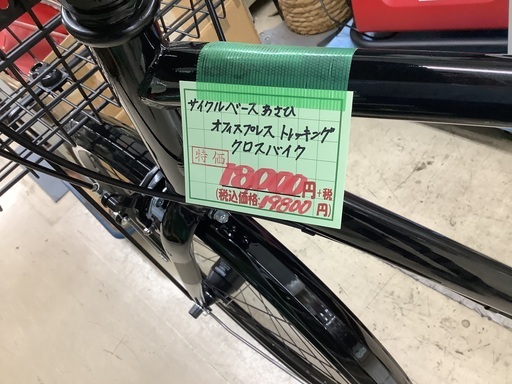 サイクルベースあさひ
オフィスプレス トレッキング
クロスバイク
特価 18000円+税
(税込価格:19800円)